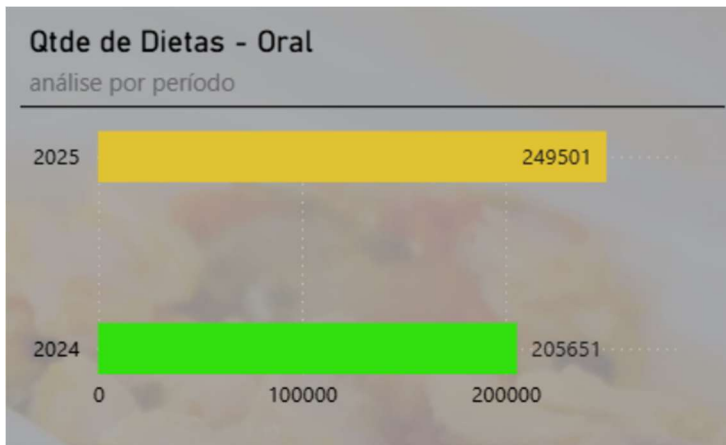 Qtde de Dietas - Oral
análise por período
2025 249501
2024 205651
0 100000 200000